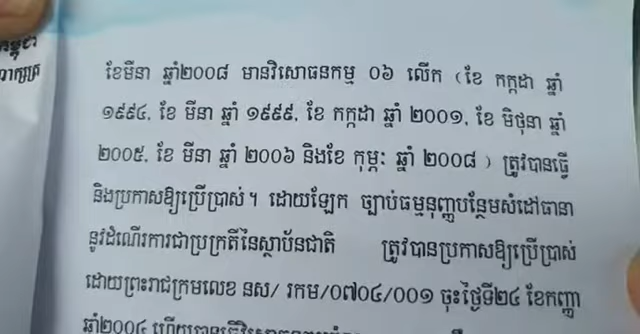 កម្ពុជា
ខែមីនា ឆ្នាំ២០០៨ មានវិសោធនកម្ម ០៦ លើក (ខែ កក្កដា ឆ្នាំ
១៩៩៤, ខែ មីនា ឆ្នាំ ១៩៩៩, ខែ កក្កដា ឆ្នាំ ២០០១, ខែ មិថុនា ឆ្នាំ
២០០៥, ខែ មីនា ឆ្នាំ ២០០៦ និងខែ កុម្ភៈ ឆ្នាំ ២០០៨ ) ត្រូវបានធ្វើ
និងប្រកាសឱ្យប្រើប្រាស់។ ដោយឡែក ច្បាប់ធម្មនុញ្ញបន្ថែមសំដៅធានា
នូវដំណើរការជាប្រក្រតីនៃស្ថាប័នជាតិ ត្រូវបានប្រកាសឱ្យប្រើប្រាស់
ដោយព្រះរាជក្រមលេខ នស/ រកម/០៧០៤/០០១ ចុះថ្ងៃទី២៤ ខែកញ្ញា
ឆ្នាំ២០០៤